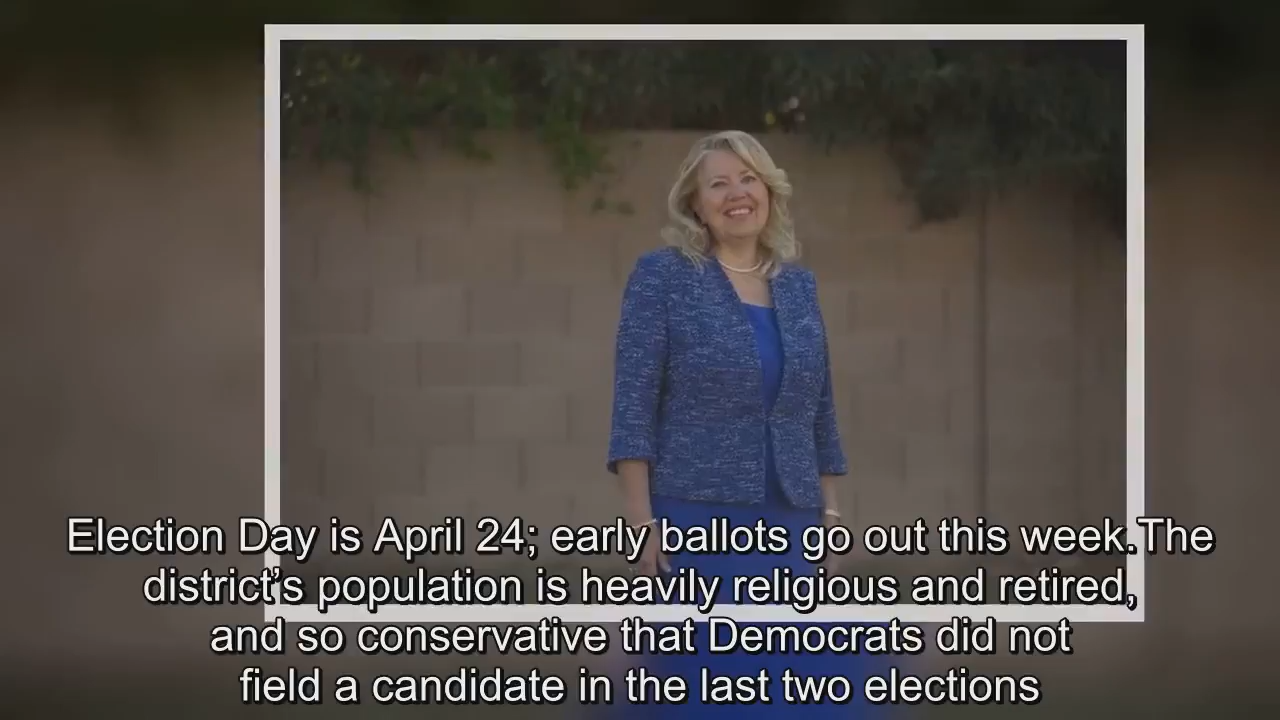 Election Day is April 24; early ballots go out this week.The
district’s population is heavily religious and retired,
and so conservative that Democrats did not
field a candidate in the last two elections